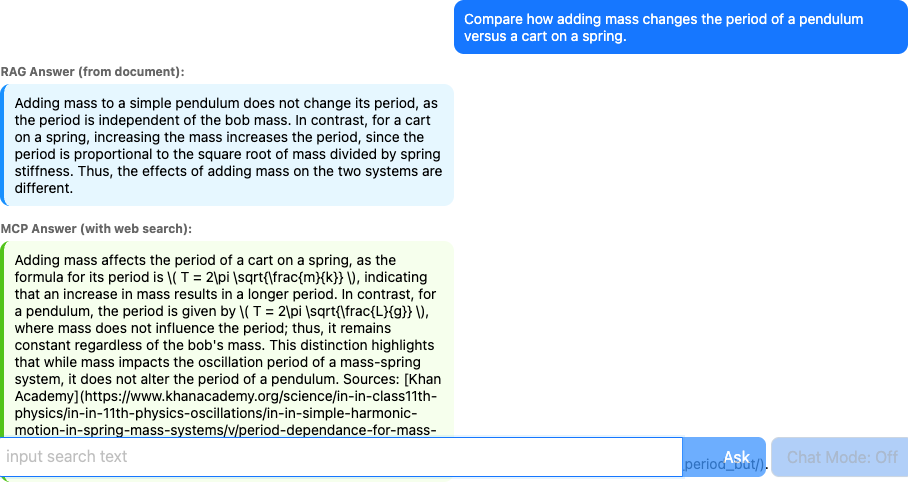 Compare how adding mass changes the period of a pendulum
versus a cart on a spring.
RAG Answer (from document):
Adding mass to a simple pendulum does not change its period, as
the period is independent of the bob mass. In contrast, for a cart
on a spring, increasing the mass increases the period, since the
period is proportional to the square root of mass divided by spring
stiffness. Thus, the effects of adding mass on the two systems are
different.
MCP Answer (with web search):
Adding mass affects the period of a cart on a spring, as the
formula for its period is \( T = 2\pi \sqrt{\frac{m}{k}} \), indicating
that an increase in mass results in a longer period. In contrast, for
a pendulum, the period is given by \( T = 2\pi \sqrt{\frac{L}{g}} \),
where mass does not influence the period; thus, it remains
constant regardless of the bob's mass. This distinction highlights
that while mass impacts the oscillation period of a mass-spring
system, it does not alter the period of a pendulum. Sources: [Khan
Academy](https://www.khanacademy.org/science/in-in-class11th-
physics/in-in-11th-physics-oscillations/in-in-simple-harmonic-
motion-in-spring-mass-systems/v/period-dependance-for-mass-
input search text
Ask
Chat Mode: Off
_period_but/).